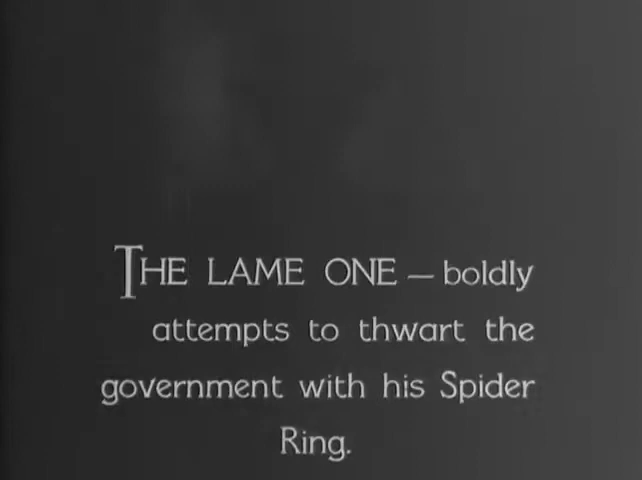 THE LAME ONE — boldly
attempts to thwart the
government with his Spider
Ring.